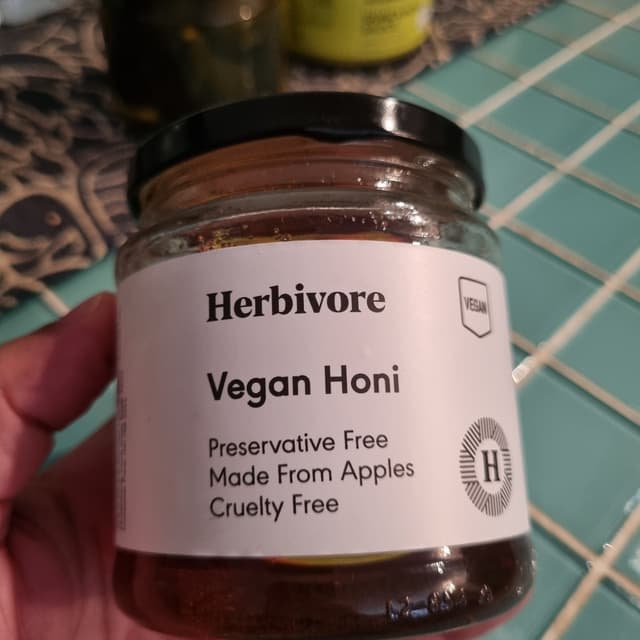 Herbivore
VEGAN
Vegan Honi
Preservative Free
Made From Apples
Cruelty Free
H